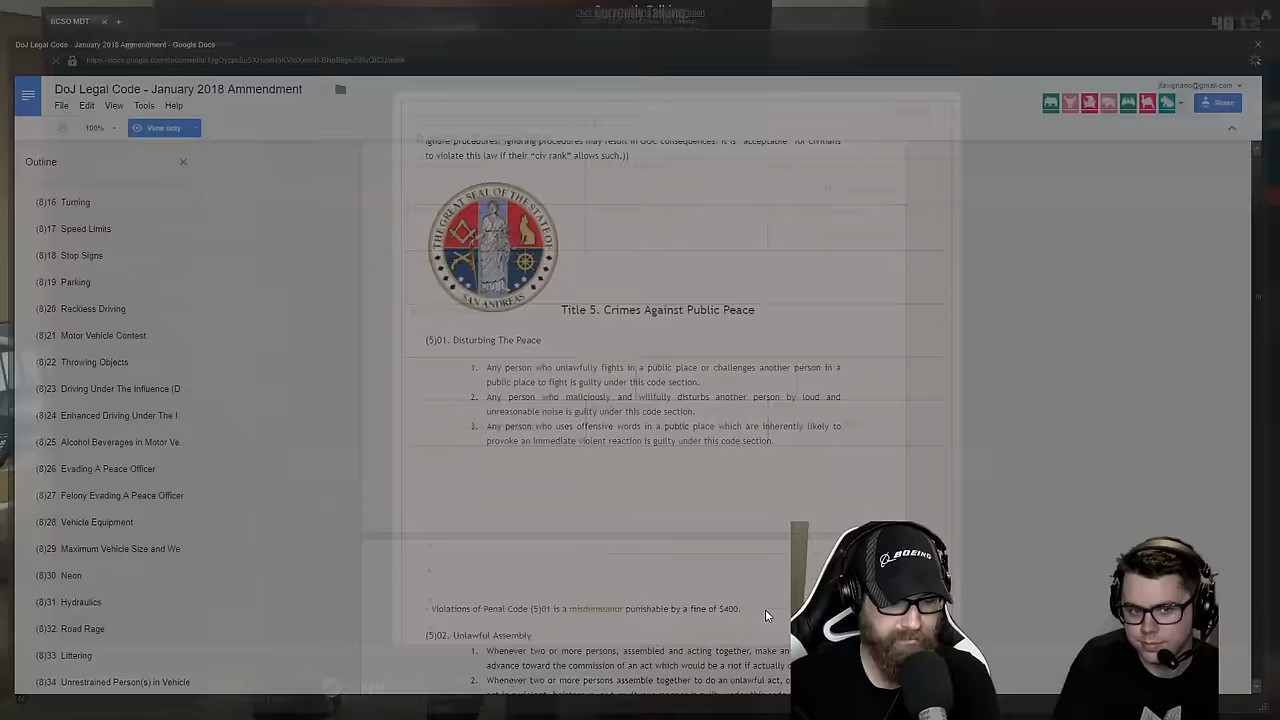 BCSO MDT
Currently Talking:
DoJ Legal Code - January 2018 Ammendment - Google Docs
DoJ Legal Code - January 2018 Ammendment
jtavignano@gmail.com
File Edit View Tools Help
Share
100%
View only
ignore procedures. Ignoring procedures may result in OOC consequences. It is "acceptable" for civilians
to violate this law if their "civ rank" allows such.))
Outline
(8)16 Turning
(8)17 Speed Limits
(8)18 Stop Signs
(8)19 Parking
(8)20 Reckless Driving
(8)21 Motor Vehicle Contest
(8)22 Throwing Objects
(8)23 Driving Under The Influence (D...
(8)24 Enhanced Driving Under The I...
(8)25 Alcohol Beverages in Motor Ve...
(8)26 Evading A Peace Officer
(8)27 Felony Evading A Peace Officer
(8)28 Vehicle Equipment
(8)29 Maximum Vehicle Size and We...
(8)30 Neon
(8)31 Hydraulics
(8)32 Road Rage
(8)33 Littering
(8)34 Unrestrained Person(s) in Vehicle
THE GREAT SEAL OF THE STATE OF
SAN ANDREAS
Title 5. Crimes Against Public Peace
(5)01. Disturbing The Peace
1. Any person who unlawfully fights in a public place or challenges another person in a
public place to fight is guilty under this code section.
2. Any person who maliciously and willfully disturbs another person by loud and
unreasonable noise is guilty under this code section.
3. Any person who uses offensive words in a public place which are inherently likely to
provoke an immediate violent reaction is guilty under this code section.
- Violations of Penal Code (5)01 is a misdemeanor punishable by a fine of $400.
(5)02. Unlawful Assembly
1. Whenever two or more persons, assembled and acting together, make an
advance toward the commission of an act which would be a riot if actually
2. Whenever two or more persons assemble together to do an unlawful act,
BOEING